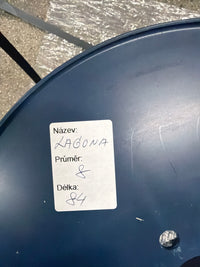 Název:
LAGONA
Průměr:
8
Délka:
84